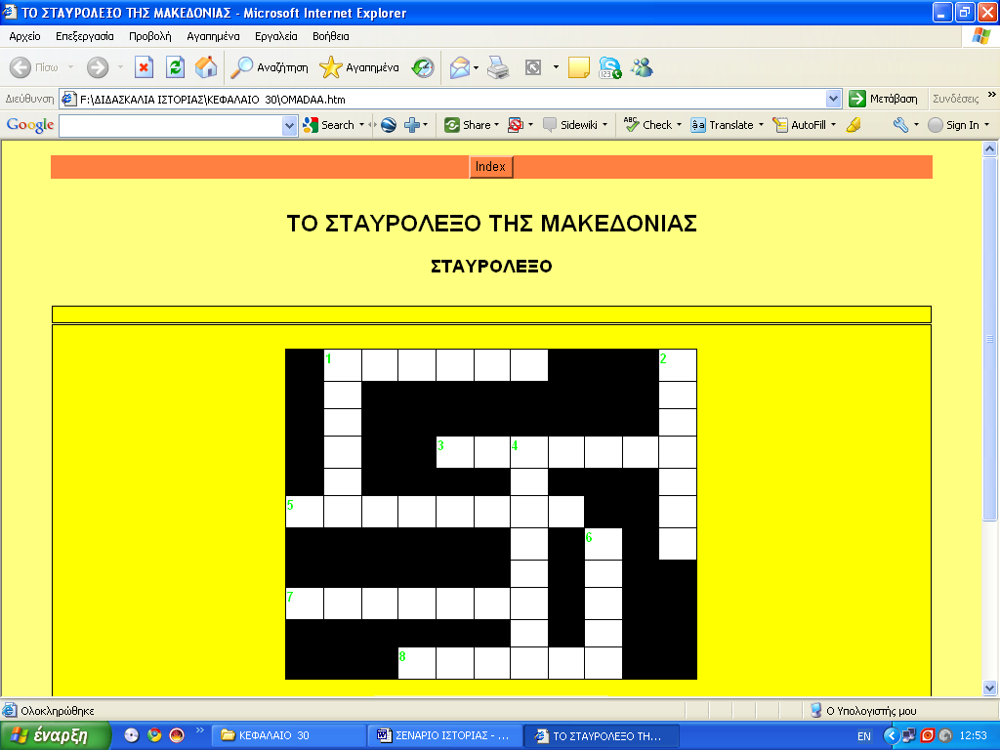 ΤΟ ΣΤΑΥΡΟΛΕΞΟ ΤΗΣ ΜΑΚΕΔΟΝΙΑΣ - Microsoft Internet Explorer
Αρχείο Επεξεργασία Προβολή Αγαπημένα Εργαλεία Βοήθεια
Πίσω Αναζήτηση Αγαπημένα
Διεύθυνση F:\ΔΙΔΑΣΚΑΛΙΑ ΙΣΤΟΡΙΑΣ\ΚΕΦΑΛΑΙΟ 30\OMADAA.htm Μετάβαση Συνδέσεις »
Google Search Share Sidewiki Check Translate AutoFill Sign In
Index
ΤΟ ΣΤΑΥΡΟΛΕΞΟ ΤΗΣ ΜΑΚΕΔΟΝΙΑΣ
ΣΤΑΥΡΟΛΕΞΟ
1 2
3 4
5
6
7
8
Ολοκληρώθηκε Ο Υπολογιστής μου
έναρξη » ΚΕΦΑΛΑΙΟ 30 ΣΕΝΑΡΙΟ ΙΣΤΟΡΙΑΣ - ... ΤΟ ΣΤΑΥΡΟΛΕΞΟ ΤΗ... EN 12:53